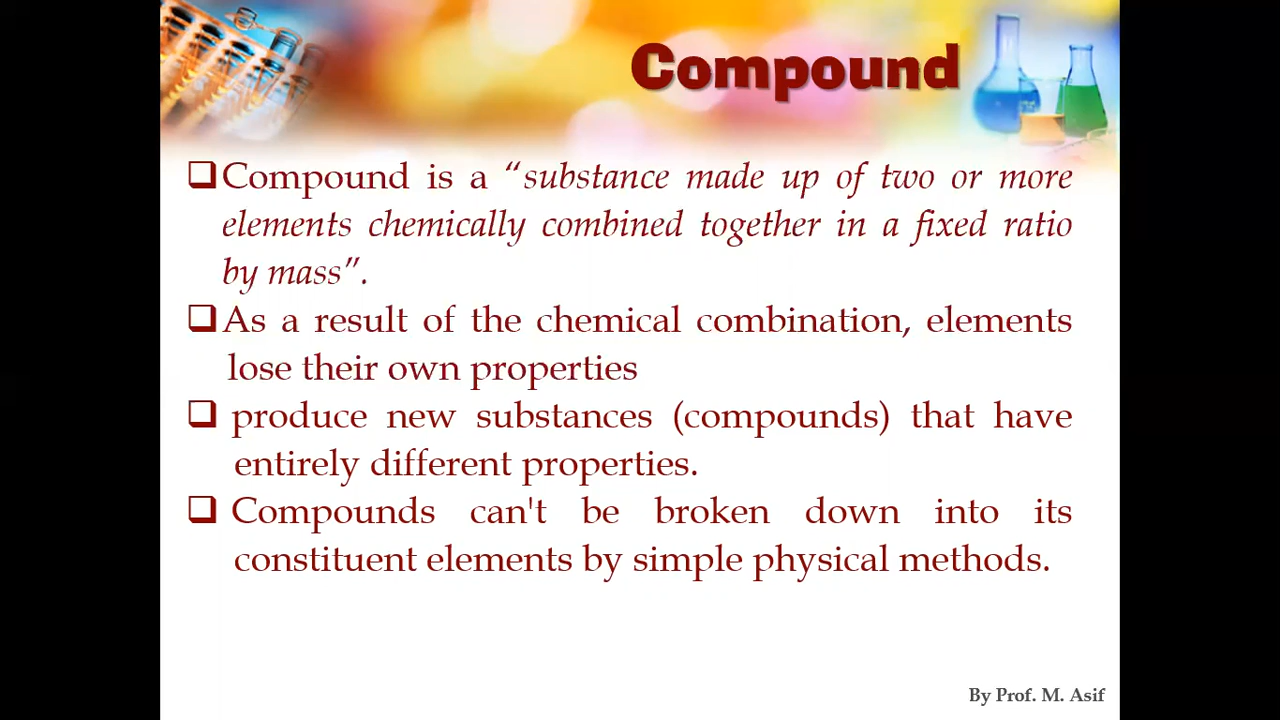 Compound
❑Compound is a “substance made up of two or more
elements chemically combined together in a fixed ratio
by mass”.
❑As a result of the chemical combination, elements
lose their own properties
❑ produce new substances (compounds) that have
entirely different properties.
❑ Compounds can't be broken down into its
constituent elements by simple physical methods.
By Prof. M. Asif